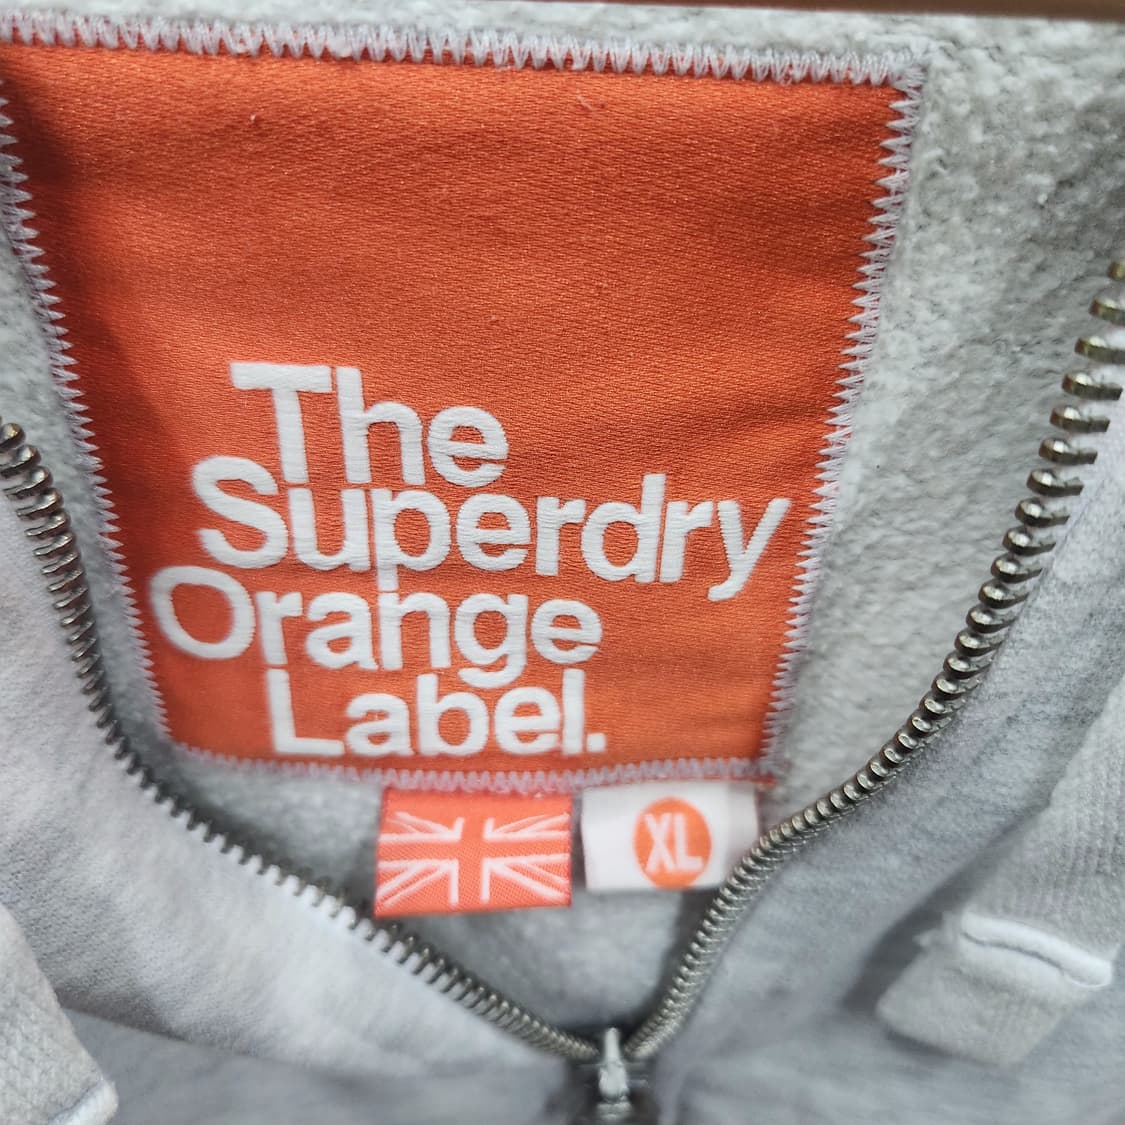 The
Superdry
Orange
Label.
XL